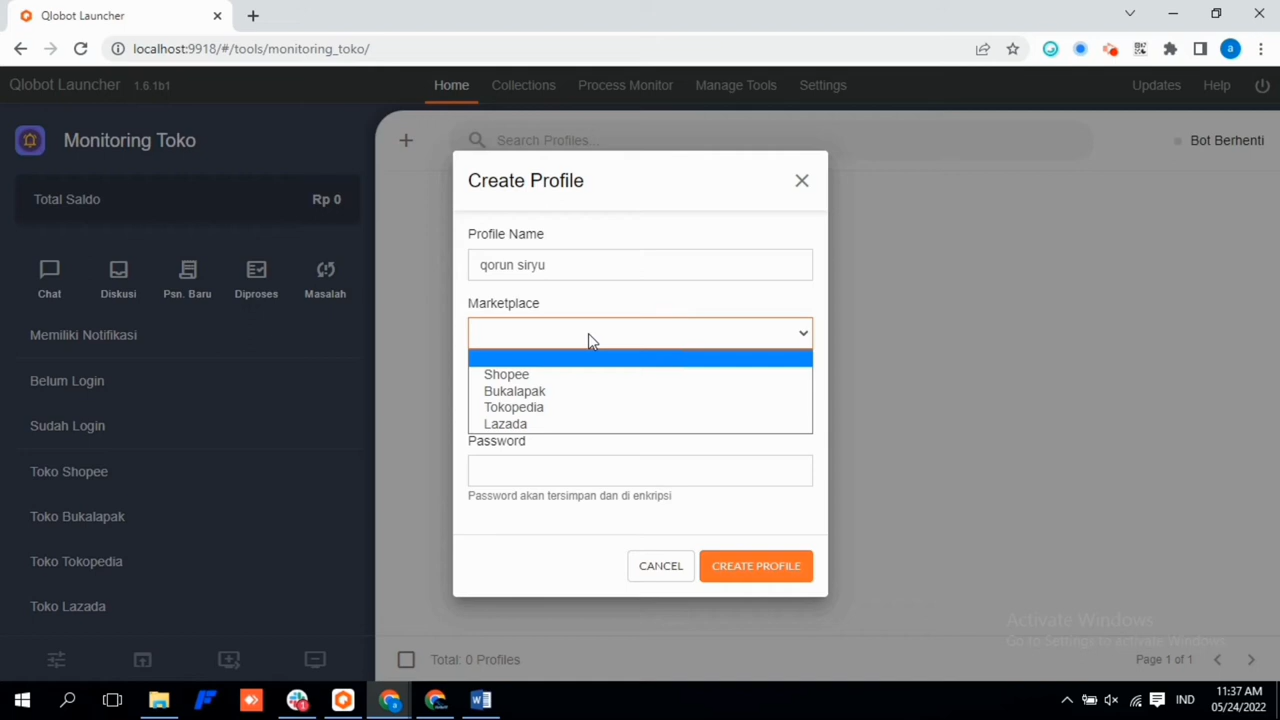 Qlobot Launcher
localhost:9918/#/tools/monitoring_toko/
a
Qlobot Launcher 1.6.1b1
Home
Collections
Process Monitor
Manage Tools
Settings
Updates
Help
Monitoring Toko
Search Profiles...
Bot Berhenti
Total Saldo
Rp 0
Chat
Diskusi
Psn. Baru
Diproses
Masalah
Memiliki Notifikasi
Belum Login
Sudah Login
Toko Shopee
Toko Bukalapak
Toko Tokopedia
Toko Lazada
Create Profile
Profile Name
qorun siryu
Marketplace
Shopee
Bukalapak
Tokopedia
Lazada
Password
Password akan tersimpan dan di enkripsi
CANCEL
CREATE PROFILE
Activate Windows
Go to Settings to activate Windows.
Total: 0 Profiles
Page 1 of 1
IND
11:37 AM
05/24/2022